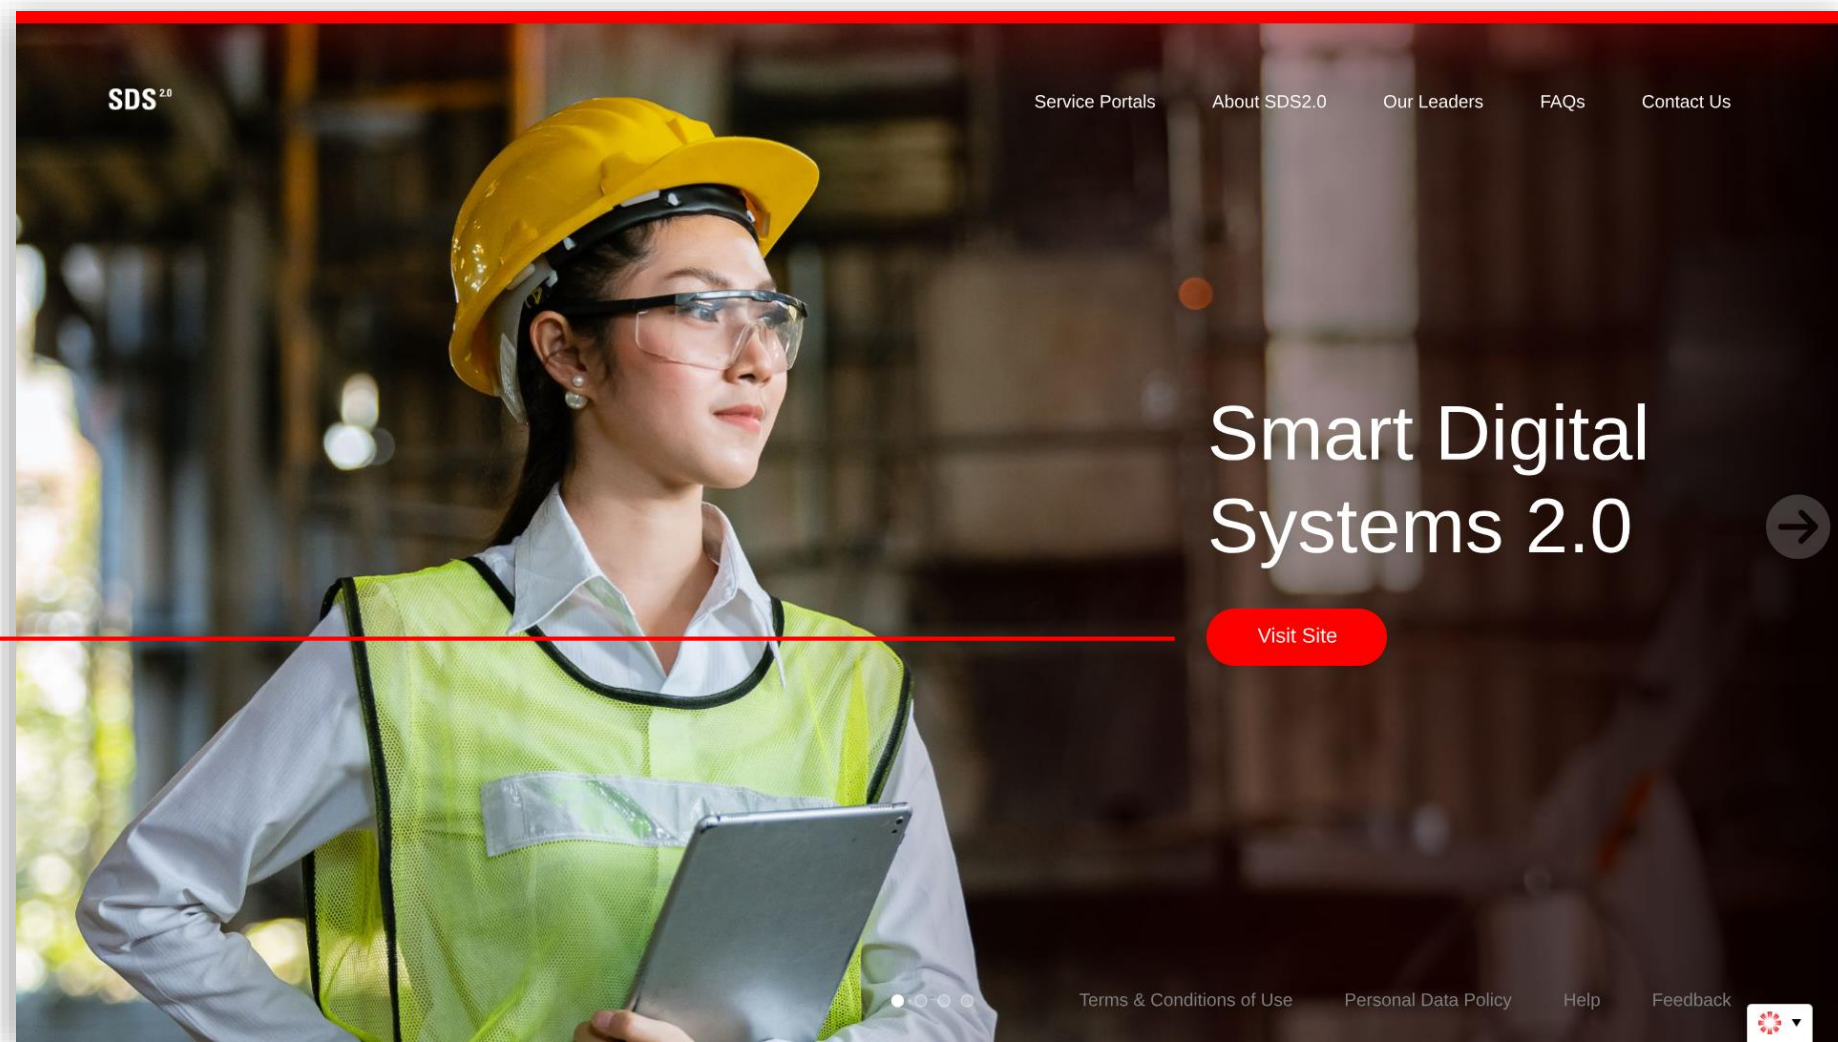 SDS 2.0
Service Portals
About SDS2.0
Our Leaders
FAQs
Contact Us
Smart Digital
Systems 2.0
Visit Site
Terms & Conditions of Use
Personal Data Policy
Help
Feedback